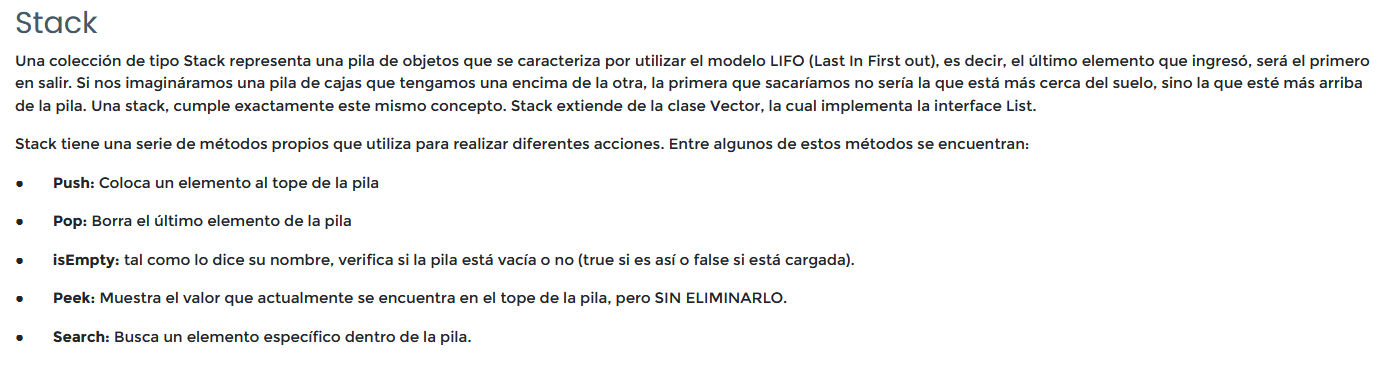 Stack
Una colección de tipo Stack representa una pila de objetos que se caracteriza por utilizar el modelo LIFO (Last In First out), es decir, el último elemento que ingresó, será el primero
en salir. Si nos imagináramos una pila de cajas que tengamos una encima de la otra, la primera que sacaríamos no sería la que está más cerca del suelo, sino la que esté más arriba
de la pila. Una stack, cumple exactamente este mismo concepto. Stack extiende de la clase Vector, la cual implementa la interface List.
Stack tiene una serie de métodos propios que utiliza para realizar diferentes acciones. Entre algunos de estos métodos se encuentran:
• Push: Coloca un elemento al tope de la pila
• Pop: Borra el último elemento de la pila
• isEmpty: tal como lo dice su nombre, verifica si la pila está vacía o no (true si es así o false si está cargada).
• Peek: Muestra el valor que actualmente se encuentra en el tope de la pila, pero SIN ELIMINARLO.
• Search: Busca un elemento específico dentro de la pila.